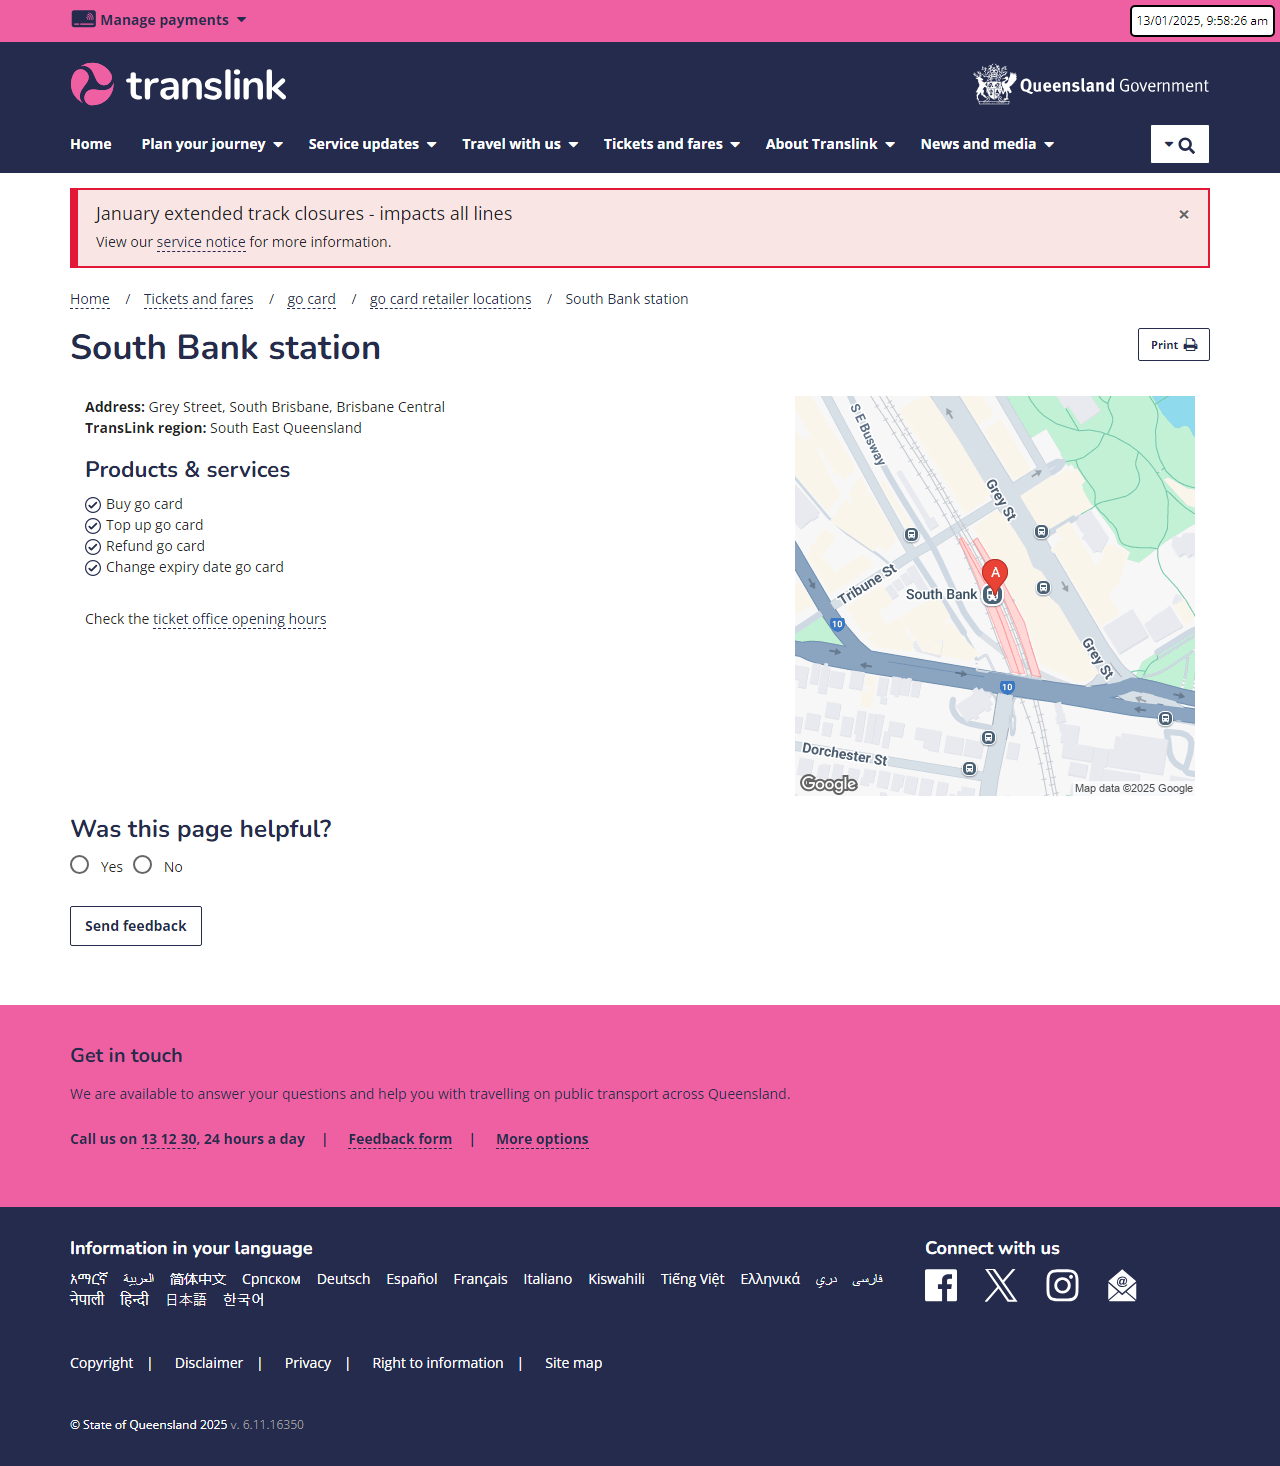 Manage payments
13/01/2025, 9:58:26 am
translink
Queensland Government
Home Plan your journey Service updates Travel with us Tickets and fares About Translink News and media
January extended track closures - impacts all lines
×
View our service notice for more information.
Home / Tickets and fares / go card / go card retailer locations / South Bank station
South Bank station
Print
Address: Grey Street, South Brisbane, Brisbane Central
TransLink region: South East Queensland
Products & services
Buy go card
Top up go card
Refund go card
Change expiry date go card
Check the ticket office opening hours
S E Busway
Grey St
Tribune St
A
South Bank
10
Grey St
10
Dorchester St
Google
Map data ©2025 Google
Was this page helpful?
Yes No
Send feedback
Get in touch
We are available to answer your questions and help you with travelling on public transport across Queensland.
Call us on 13 12 30, 24 hours a day | Feedback form | More options
Information in your language
Connect with us
አማርኛ العربية 简体中文 Српском Deutsch Español Français Italiano Kiswahili Tiếng Việt Ελληνικά دري فارسی
नेपाली हिन्दी 日本語 한국어
Copyright | Disclaimer | Privacy | Right to information | Site map
© State of Queensland 2025 v. 6.11.16350